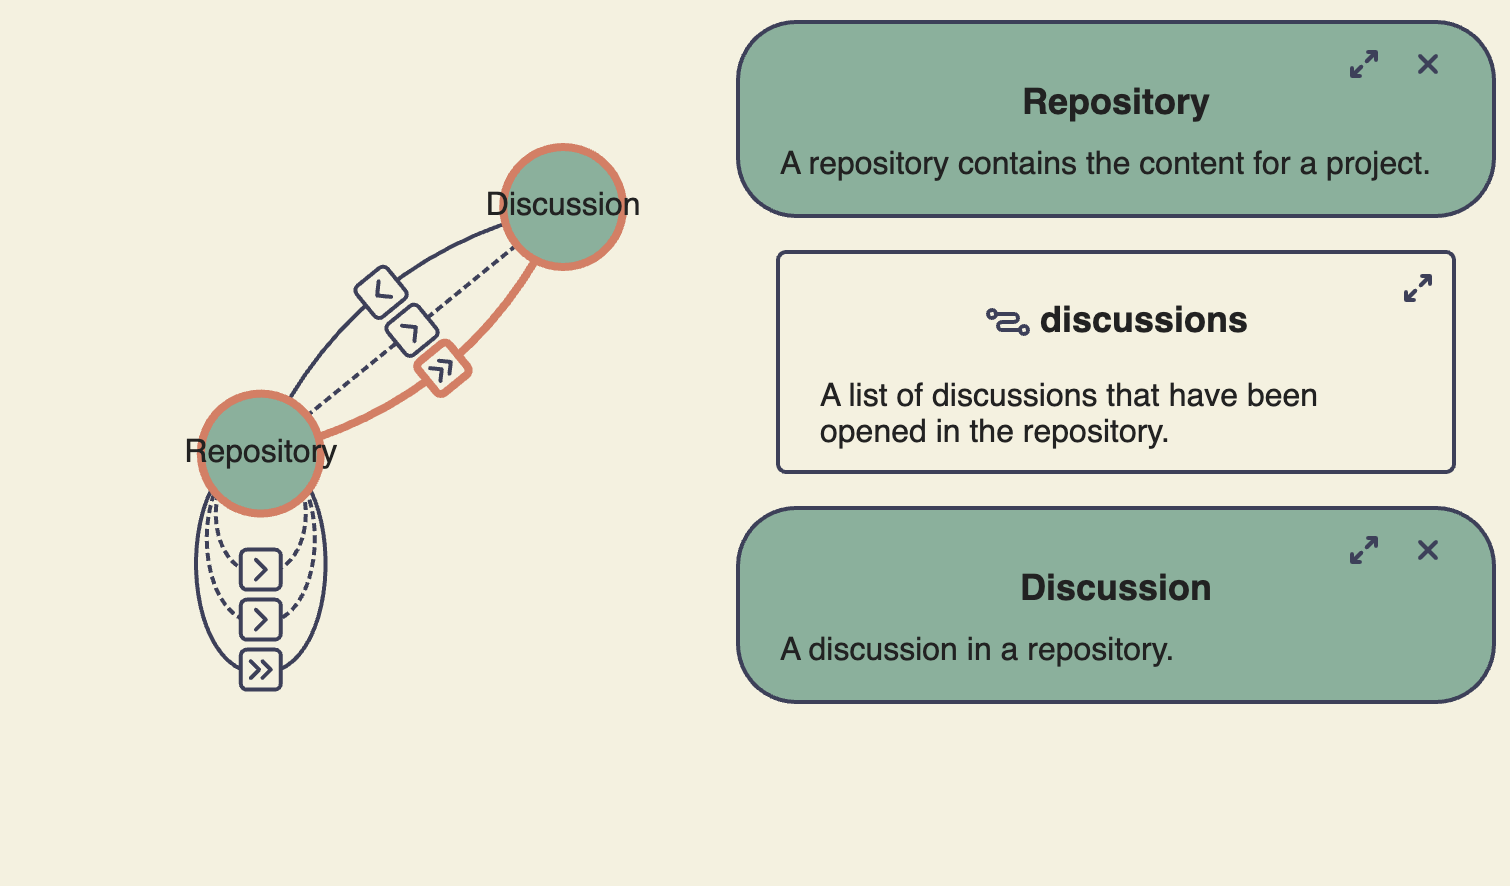 Discussion
Repository
Repository
A repository contains the content for a project.
discussions
A list of discussions that have been
opened in the repository.
Discussion
A discussion in a repository.